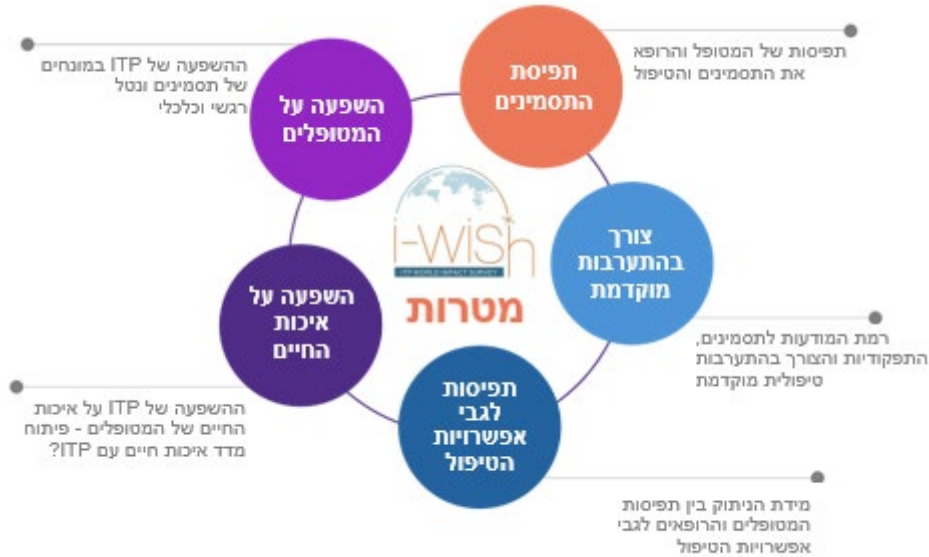 תפיסת
התסמינים
תפיסות של המטופל והרופא
את התסמינים והטיפול
צורך
בהתערבות
מוקדמת
רמת המודעות לתסמינים,
התפקודיות והצורך בהתערבות
טיפולית מוקדמת
תפיסות
לגבי
אפשרויות
הטיפול
מידת הניתוק בין תפיסות
המטופלים והרופאים לגבי
אפשרויות הטיפול
השפעה על
איכות
החיים
ההשפעה של ITP על איכות
החיים של המטופלים - פיתוח
מדד איכות חיים עם ITP?
השפעה על
המטופלים
ההשפעה של ITP במונחים
של תסמינים ונטל
רגשי וכלכלי
i-WISh
ITP WORLD IMPACT SURVEY
מטרות